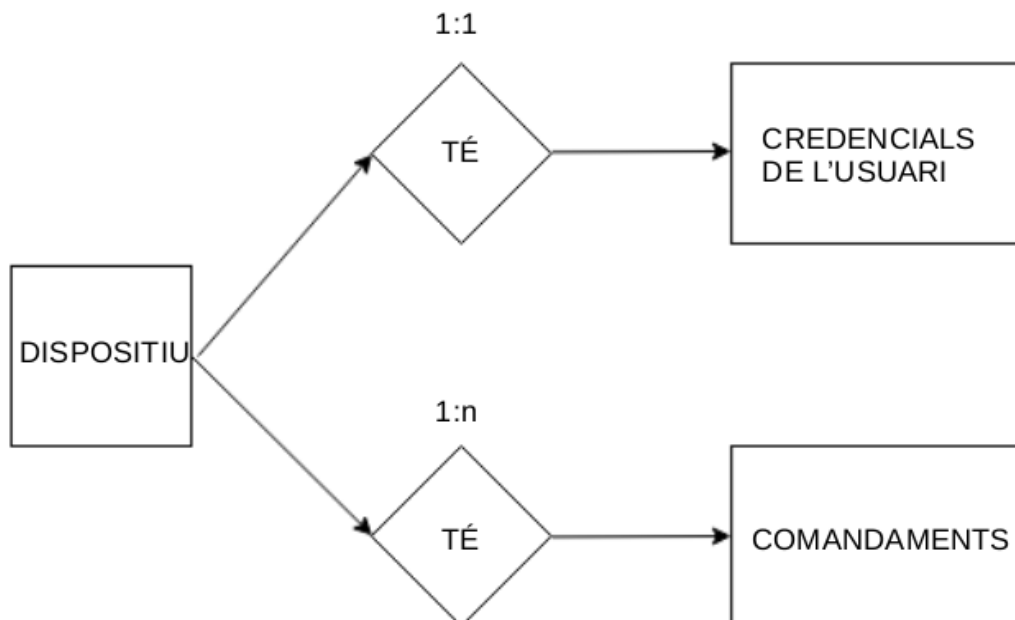 1:1
TÉ
CREDENCIALS
DE L'USUARI
DISPOSITIU
1:n
TÉ
COMANDAMENTS